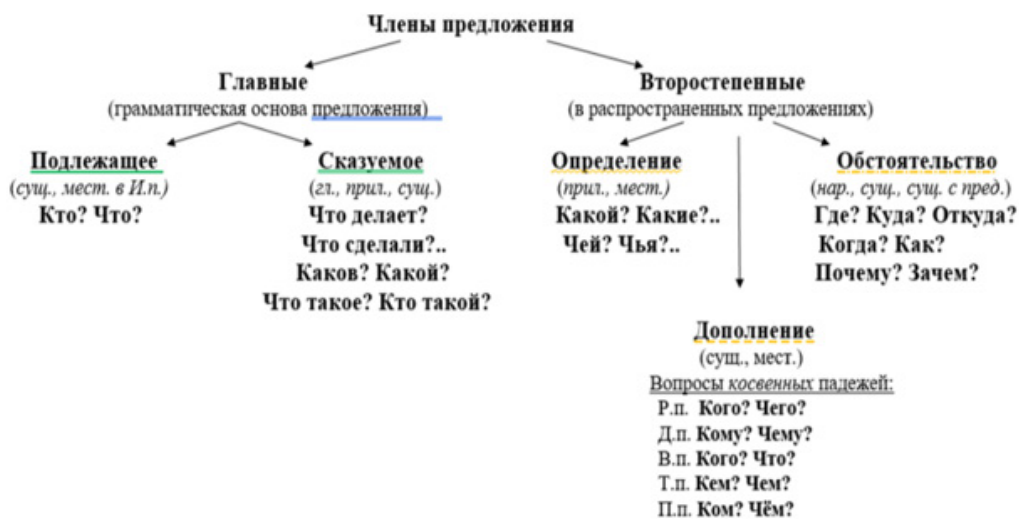 Члены предложения
Главные
(грамматическая основа предложения)
Подлежащее
(сущ., мест. в И.п.)
Кто? Что?
Сказуемое
(гл., прил., сущ.)
Что делает?
Что сделали?..
Каков? Какой?
Что такое? Кто такой?
Второстепенные
(в распространенных предложениях)
Определение
(прил., мест.)
Какой? Какие?..
Чей? Чья?..
Обстоятельство
(нар., сущ., сущ. с пред.)
Где? Куда? Откуда?
Когда? Как?
Почему? Зачем?
Дополнение
(сущ., мест.)
Вопросы косвенных падежей:
Р.п. Кого? Чего?
Д.п. Кому? Чему?
В.п. Кого? Что?
Т.п. Кем? Чем?
П.п. Ком? Чём?